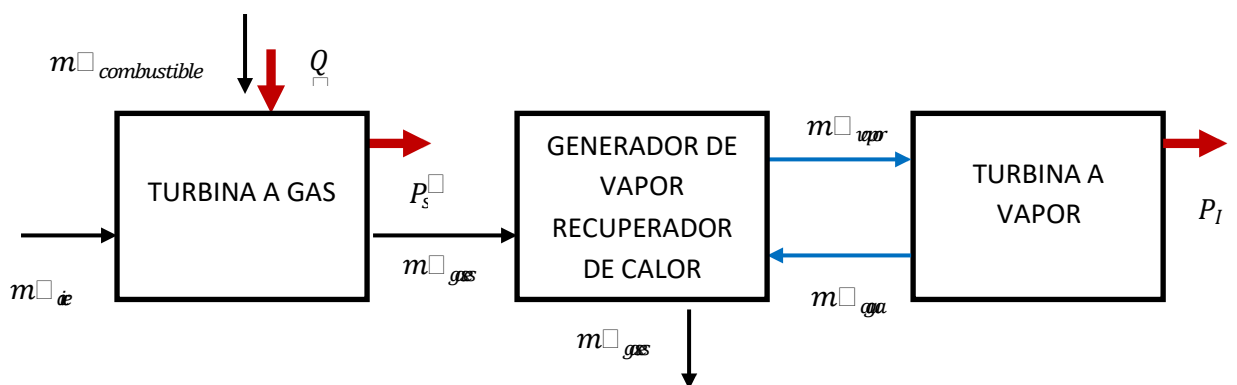 m□ combustible
Q
□
TURBINA A GAS
P□s
m□
m□
GENERADOR DE
VAPOR
RECUPERADOR
DE CALOR
m□
m□
m□
TURBINA A
VAPOR
P I